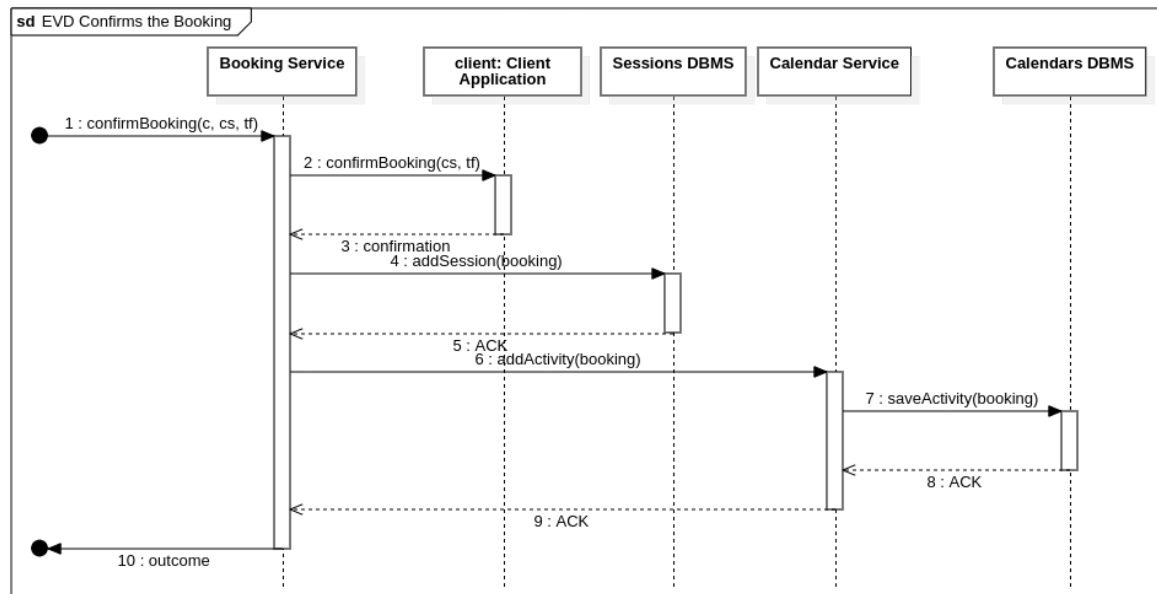 sd EVD Confirms the Booking
Booking Service
client: Client
Application
Sessions DBMS
Calendar Service
Calendars DBMS
1 : confirmBooking(c, cs, tf)
2 : confirmBooking(cs, tf)
3 : confirmation
4 : addSession(booking)
5 : ACK
6 : addActivity(booking)
7 : saveActivity(booking)
8 : ACK
9 : ACK
10 : outcome